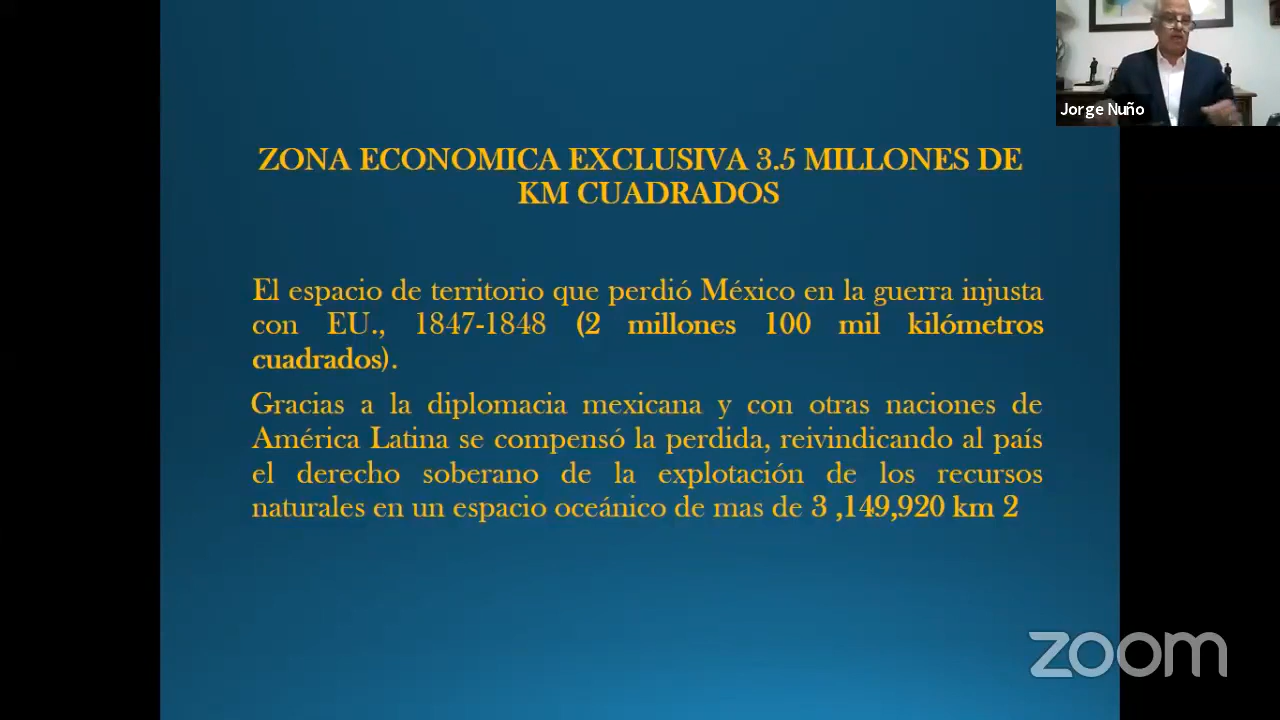 Jorge Nuño
ZONA ECONOMICA EXCLUSIVA 3.5 MILLONES DE
KM CUADRADOS
El espacio de territorio que perdió México en la guerra injusta
con EU., 1847-1848 (2 millones 100 mil kilómetros
cuadrados).
Gracias a la diplomacia mexicana y con otras naciones de
América Latina se compensó la perdida, reivindicando al país
el derecho soberano de la explotación de los recursos
naturales en un espacio oceánico de mas de 3 ,149,920 km 2
zoom